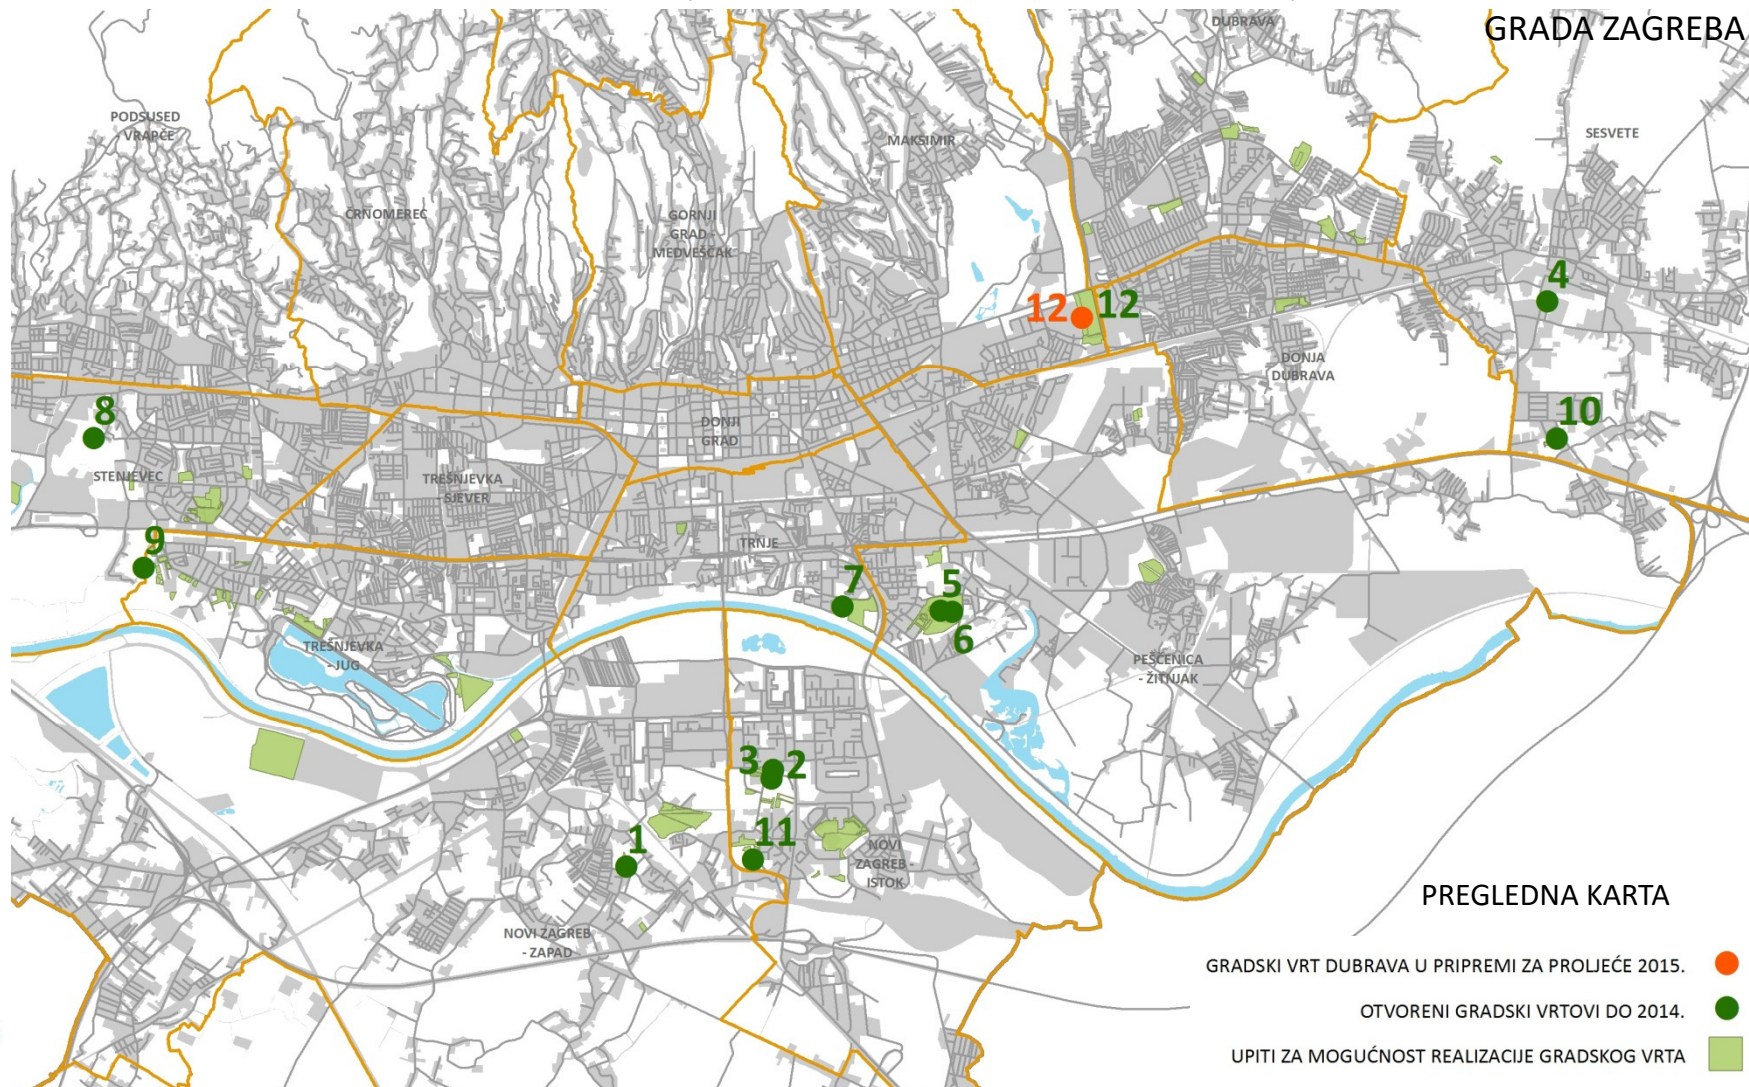 GRADA ZAGREBA
DUBRAVA
PODSUSED
- VRAPČE
MAKSIMIR
SESVETE
ČRNOMEREC
GORNJI
GRAD -
MEDVEŠČAK
4
12
12
DONJA
DUBRAVA
8
10
DONJI
GRAD
STENJEVEC
TREŠNJEVKA
- SJEVER
9
TRNJE
7
5
6
TREŠNJEVKA
- JUG
PEŠČENICA
- ŽITNJAK
3
2
1
11
NOVI
ZAGREB -
ISTOK
NOVI ZAGREB
- ZAPAD
PREGLEDNA KARTA
GRADSKI VRT DUBRAVA U PRIPREMI ZA PROLJEĆE 2015.
OTVORENI GRADSKI VRTOVI DO 2014.
UPITI ZA MOGUĆNOST REALIZACIJE GRADSKOG VRTA